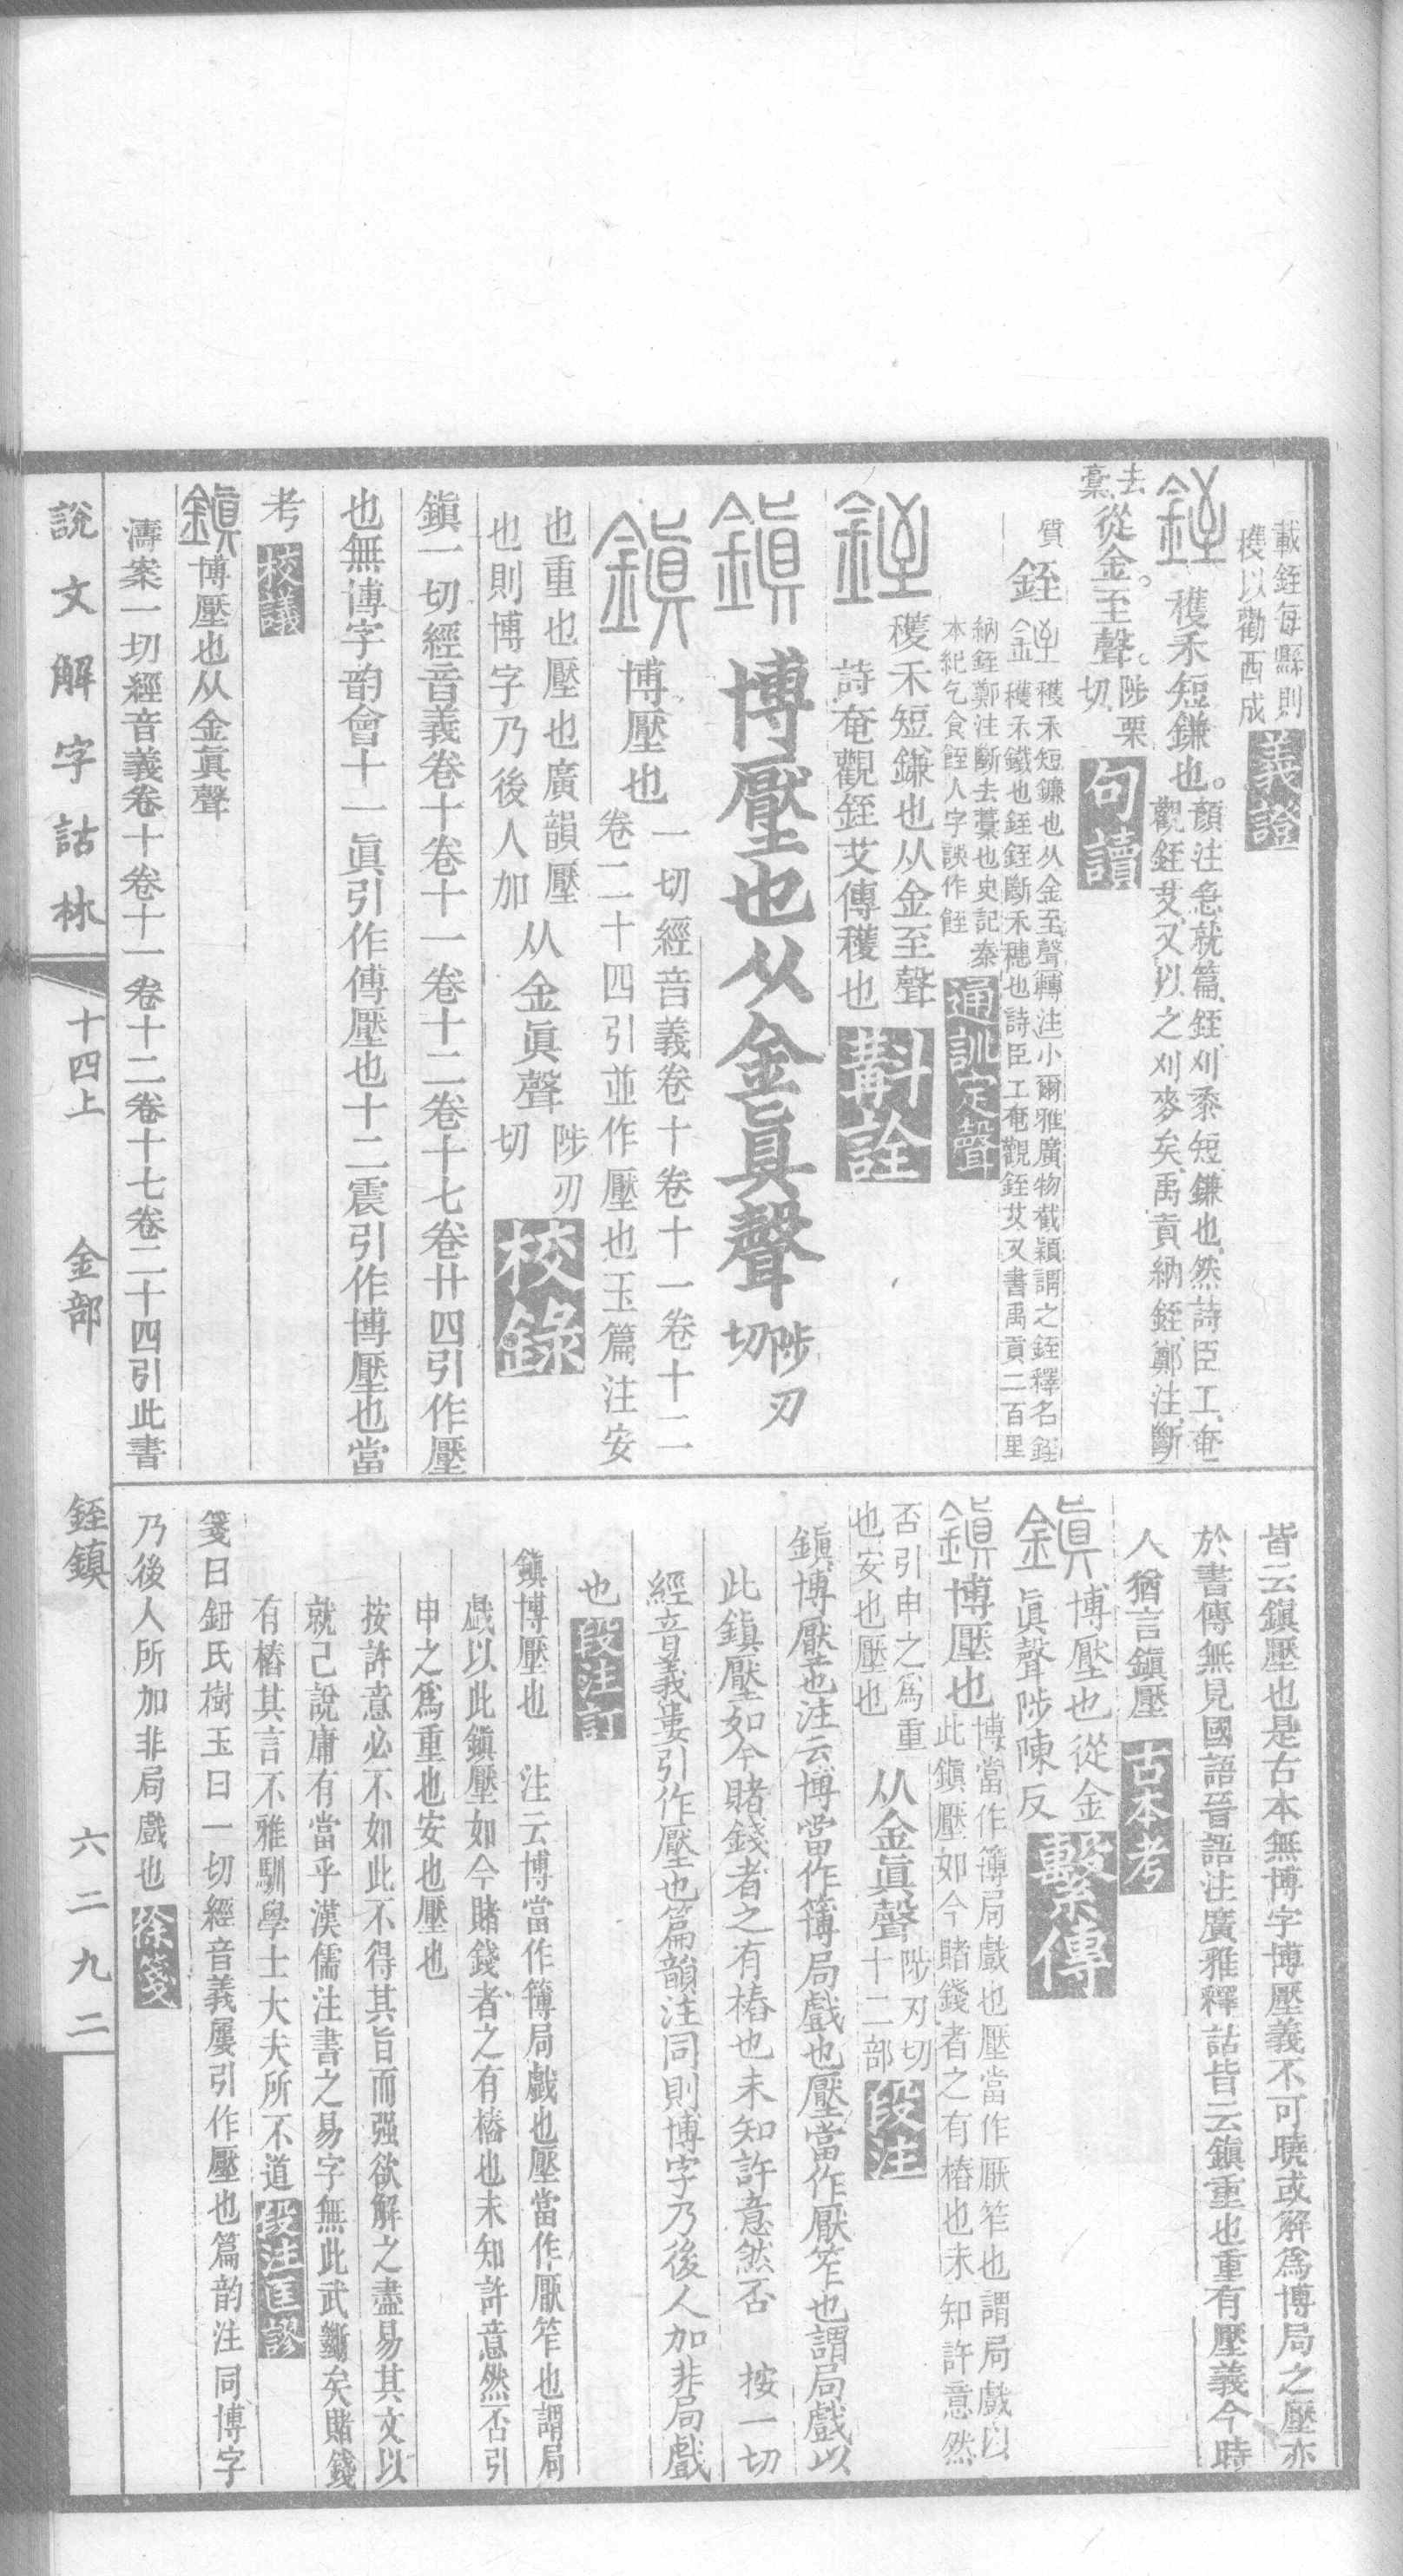 載銍每縣則
穫以勸西成
義證
銍穫禾短鎌也。顏注急就篇銍刈黍短鎌也然詩臣工奄
觀銍艾又以之刈麥矣禹貢納銍鄭注斷
去
稾從金。至聲。陟栗
切
句讀
質
銍
銍穫禾短鐮也从金至聲轉注小爾雅廣物截穎謂之銍釋名銍
穫禾鐵也銍銍斷禾穗也詩臣工奄觀銍艾又書禹貢二百里
納銍鄭注斷去藁也史記秦
本紀乞食銍人字誤作銍
通訓定聲
銍穫禾短鎌也从金至聲
詩奄觀銍艾傳穫也
斠詮
鎮博壓也从金眞聲陟刃
切
鎮博壓也一切經音義卷十卷十一卷十二
卷二十四引並作壓也玉篇注安
也重也壓也廣韻壓
也則博字乃後人加
从金眞聲陟刃
切
校錄
鎮一切經音義卷十卷十一卷十二卷十七卷廿四引作壓
也無博字韵會十一眞引作傅壓也十二震引作博壓也當
考校議
鎮博壓也从金眞聲
濤案一切經音義卷十卷十一卷十二卷十七卷二十四引此書
皆云鎮壓也是古本無博字博壓義不可曉或解爲博局之壓亦
於書傳無見國語晉語注廣雅釋詁皆云鎮重也重有壓義今時
人猶言鎮壓古本考
鎮博壓也從金
眞聲陟陳反
繫傳
鎮博壓也博當作簙局戲也壓當作厭笮也謂局戲以
此鎮壓如今賭錢者之有樁也未知許意然
否引申之爲重
也安也壓也
从金眞聲陟刃切
十二部
段注
鎮博壓也注云博當作簙局戲也壓當作厭笮也謂局戲以
此鎮壓如今賭錢者之有樁也未知許意然否　按一切
經音義婁引作壓也篇韻注同則博字乃後人加非局戲
也段注訂
鎮博壓也　注云博當作簙局戲也壓當作厭笮也謂局
戲以此鎮壓如今賭錢者之有樁也未知許意然否引
申之爲重也安也壓也
按許意必不如此不得其旨而强欲解之盡易其文以
就己說庸有當乎漢儒注書之易字無此武斷矣賭錢
有樁其言不雅馴學士大夫所不道段注匡謬
箋曰鈕氏樹玉曰一切經音義屢引作壓也篇韵注同博字
乃後人所加非局戲也徐箋
說文解字詁林
十四上
金部
銍鎮
六二九二